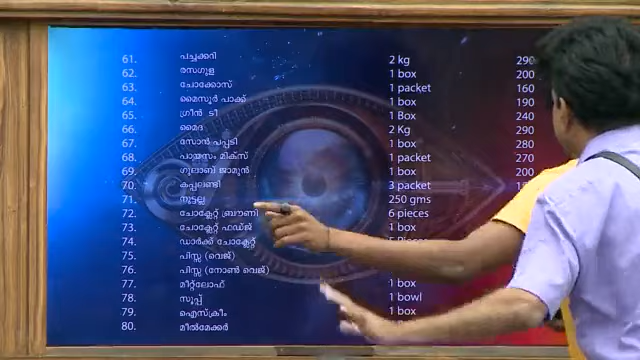 61. പച്ചക്കറി 2 kg 290
62. രസഗുള 1 box 200
63. ചോക്കോസ് 1 packet 160
64. മൈസൂർ പാക്ക് 1 box 190
65. ഗ്രീൻ ടീ 1 Box 240
66. മൈദ 2 Kg 290
67. സോൻ പപ്പടി 1 box 280
68. പായസം മിക്സ് 1 packet 270
69. ഗുലാബ് ജാമുൻ 1 box 200
70. കപ്പലണ്ടി 3 packet
71. നൂട്ടല്ല 250 gms
72. ചോക്ലേറ്റ് ബ്രൗണി 6 pieces
73. ചോക്ലേറ്റ് ഫഡ്ജ് 1 box
74. ഡാർക്ക് ചോക്ലേറ്റ്
75. പിസ്സ (വെജ്)
76. പിസ്സ (നോൺ വെജ്)
77. മീറ്റ്ലോഫ് 1 box
78. സൂപ്പ് 1 bowl
79. ഐസ്ക്രീം 1 box
80. മീൽമേക്കർ